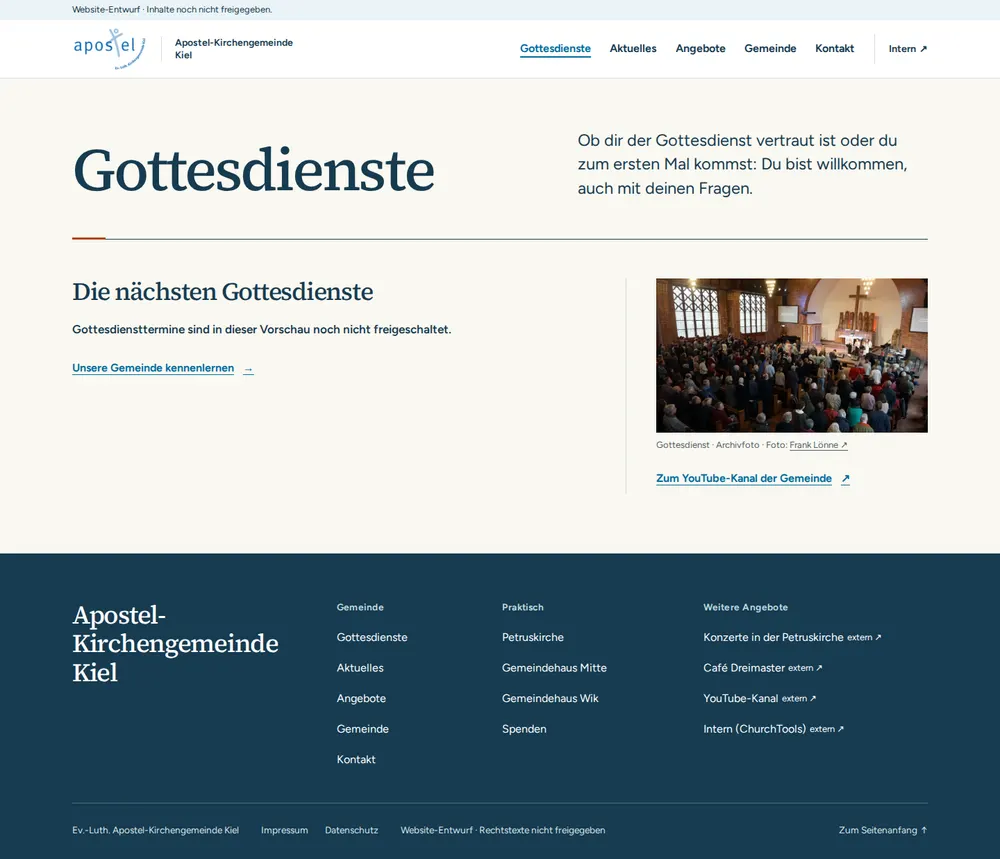 Website-Entwurf · Inhalte noch nicht freigegeben.
apostel
Apostel-Kirchengemeinde
Kiel
Gottesdienste
Aktuelles
Angebote
Gemeinde
Kontakt
Intern ↗
Gottesdienste
Ob dir der Gottesdienst vertraut ist oder du
zum ersten Mal kommst: Du bist willkommen,
auch mit deinen Fragen.
Die nächsten Gottesdienste
Gottesdiensttermine sind in dieser Vorschau noch nicht freigeschaltet.
Unsere Gemeinde kennenlernen →
Gottesdienst · Archivfoto · Foto: Frank Lönne ↗
Zum YouTube-Kanal der Gemeinde ↗
Apostel-
Kirchengemeinde
Kiel
Gemeinde
Gottesdienste
Aktuelles
Angebote
Gemeinde
Kontakt
Praktisch
Petruskirche
Gemeindehaus Mitte
Gemeindehaus Wik
Spenden
Weitere Angebote
Konzerte in der Petruskirche extern ↗
Café Dreimaster extern ↗
YouTube-Kanal extern ↗
Intern (ChurchTools) extern ↗
Ev.-Luth. Apostel-Kirchengemeinde Kiel
Impressum
Datenschutz
Website-Entwurf · Rechtstexte nicht freigegeben
Zum Seitenanfang ↑